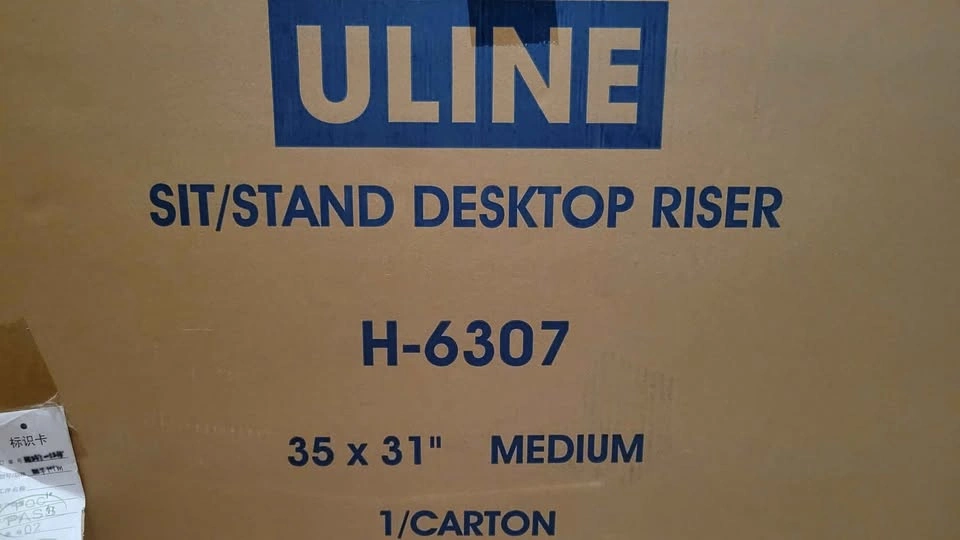 ULINE
SIT/STAND DESKTOP RISER
H-6307
35 x 31" MEDIUM
1/CARTON
标识卡